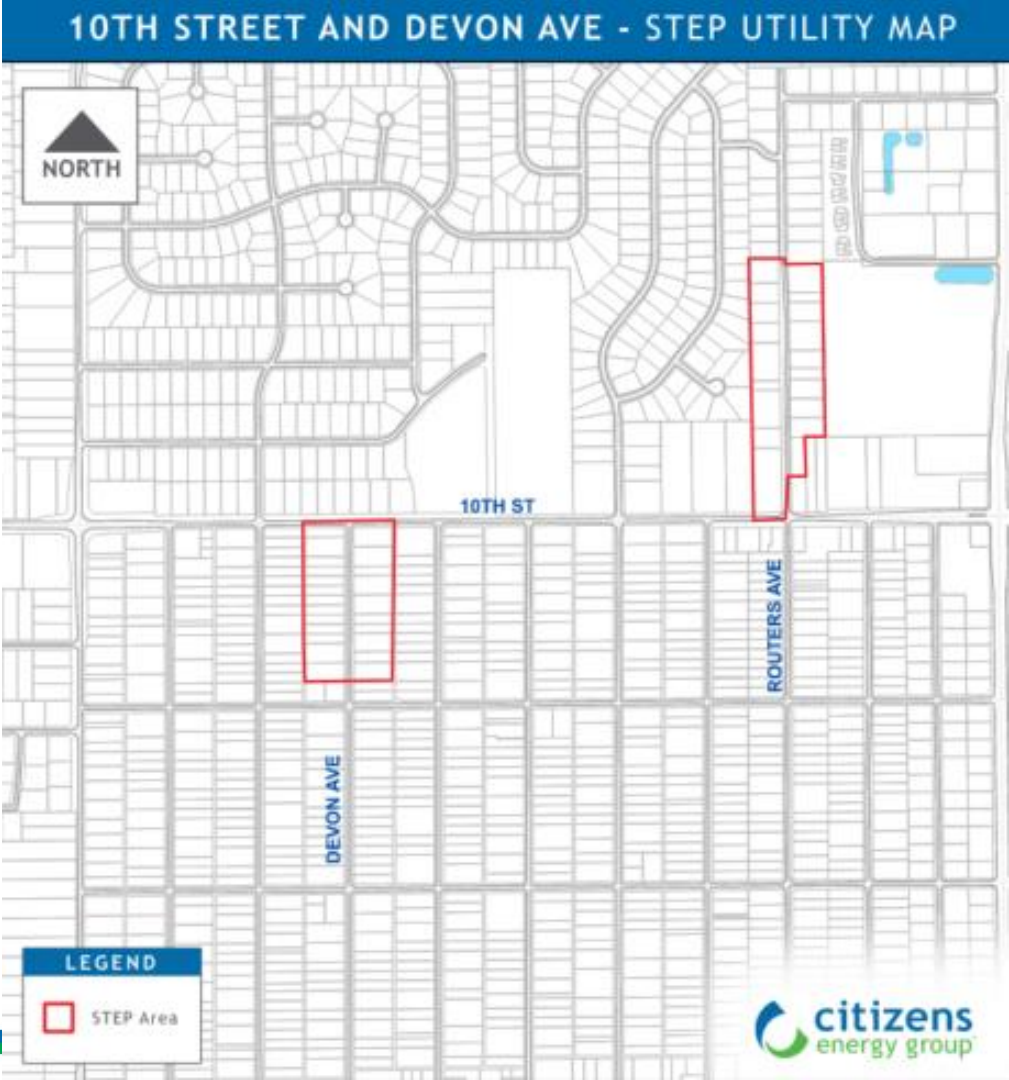 10TH STREET AND DEVON AVE - STEP UTILITY MAP
NORTH
10TH ST
ROUTERS AVE
DEVON AVE
LEGEND
STEP Area
citizens
energy group